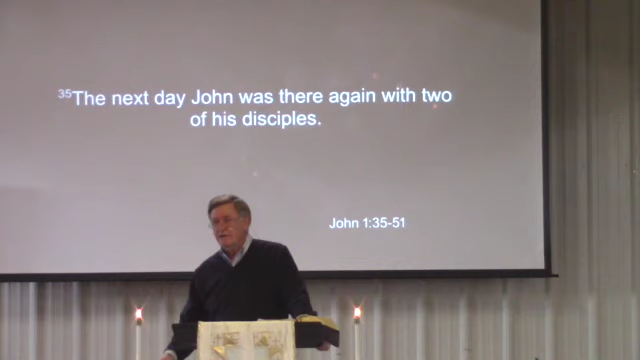 ³⁵The next day John was there again with two
of his disciples.
John 1:35-51